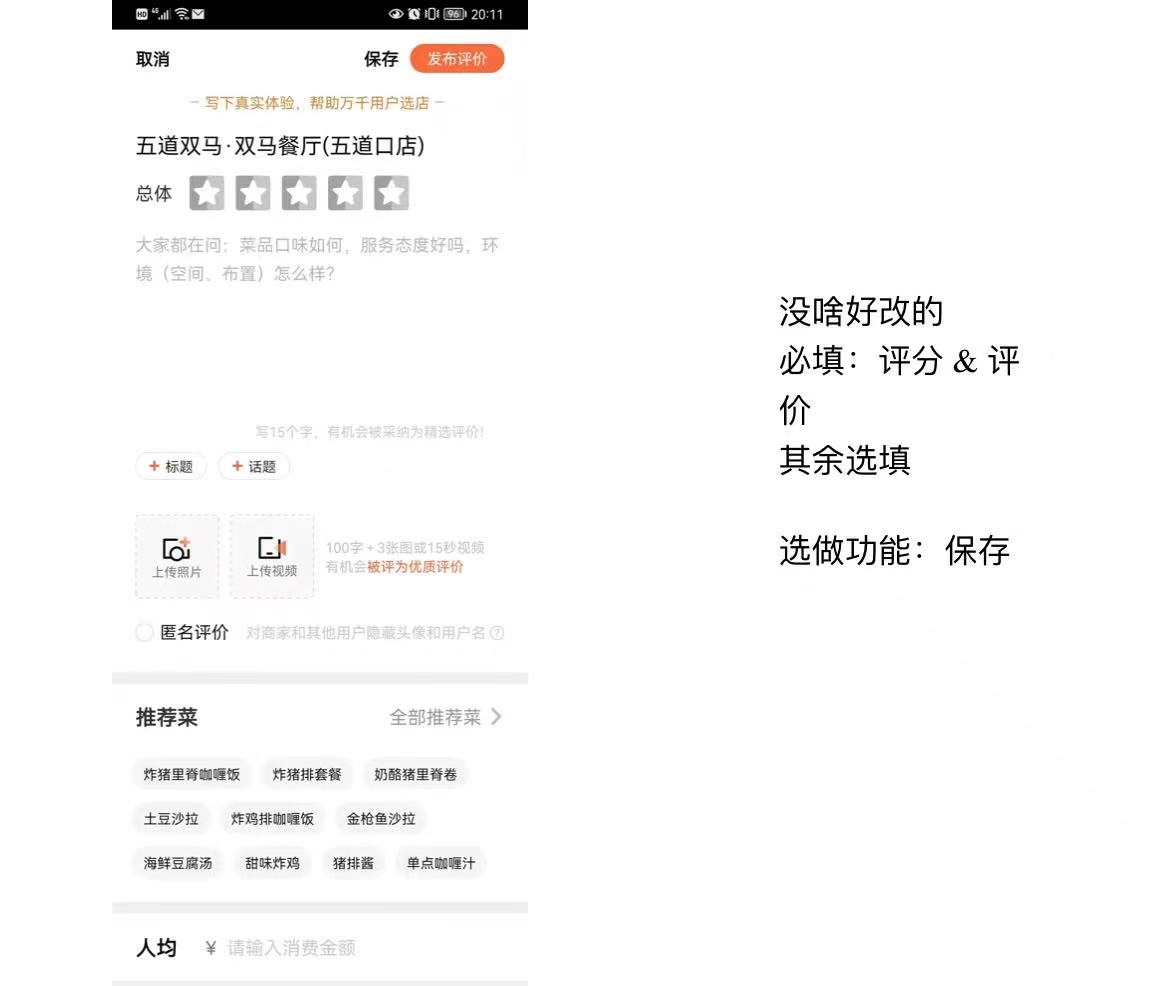 HD 4G 96 20:11
取消 保存 发布评价
- 写下真实体验，帮助万千用户选店 -
五道双马·双马餐厅(五道口店)
总体
大家都在问：菜品口味如何，服务态度好吗，环
境（空间、布置）怎么样？
写15个字，有机会被采纳为精选评价!
+ 标题 + 话题
上传照片 上传视频
100字 + 3张图或15秒视频
有机会被评为优质评价
匿名评价 对商家和其他用户隐藏头像和用户名 ?
推荐菜 全部推荐菜
炸猪里脊咖喱饭 炸猪排套餐 奶酪猪里脊卷
土豆沙拉 炸鸡排咖喱饭 金枪鱼沙拉
海鲜豆腐汤 甜味炸鸡 猪排酱 单点咖喱汁
人均 ¥ 请输入消费金额
没啥好改的
必填：评分 & 评
价
其余选填
选做功能：保存